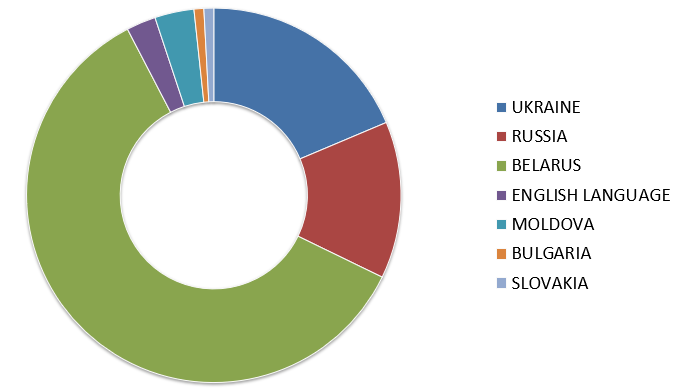 UKRAINE
RUSSIA
BELARUS
ENGLISH LANGUAGE
MOLDOVA
BULGARIA
SLOVAKIA